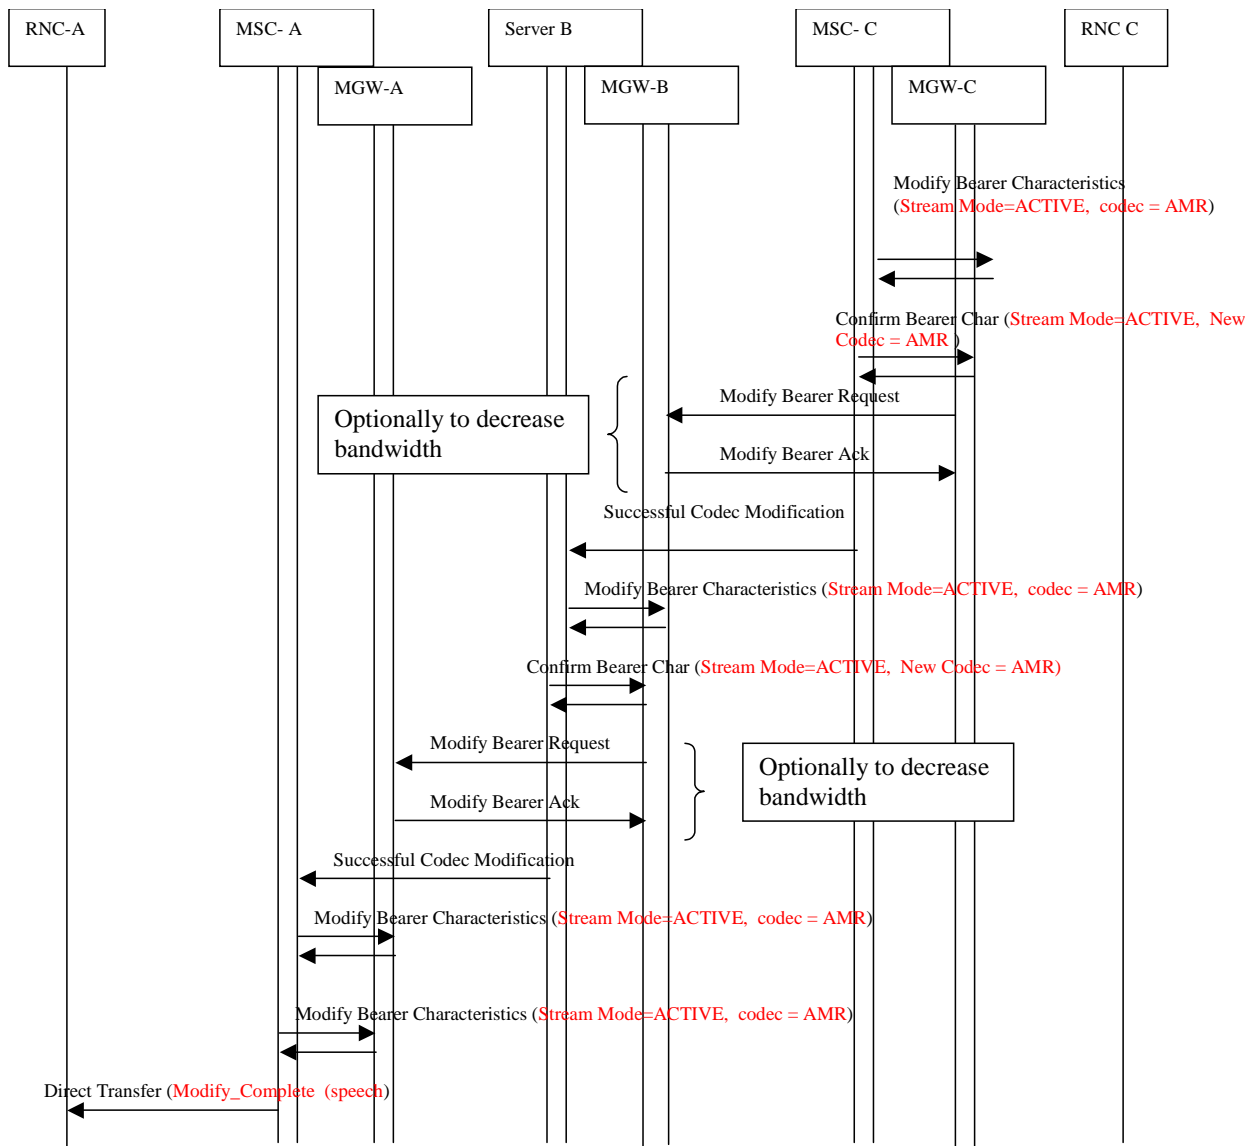 RNC-A
MSC- A
Server B
MSC- C
RNC C
MGW-A
MGW-B
MGW-C
Modify Bearer Characteristics
(Stream Mode=ACTIVE, codec = AMR)
Confirm Bearer Char (Stream Mode=ACTIVE, New
Codec = AMR )
Modify Bearer Request
Optionally to decrease
bandwidth
Modify Bearer Ack
Successful Codec Modification
Modify Bearer Characteristics (Stream Mode=ACTIVE, codec = AMR)
Confirm Bearer Char (Stream Mode=ACTIVE, New Codec = AMR)
Modify Bearer Request
Optionally to decrease
bandwidth
Modify Bearer Ack
Successful Codec Modification
Modify Bearer Characteristics (Stream Mode=ACTIVE, codec = AMR)
Modify Bearer Characteristics (Stream Mode=ACTIVE, codec = AMR)
Direct Transfer (Modify_Complete (speech)